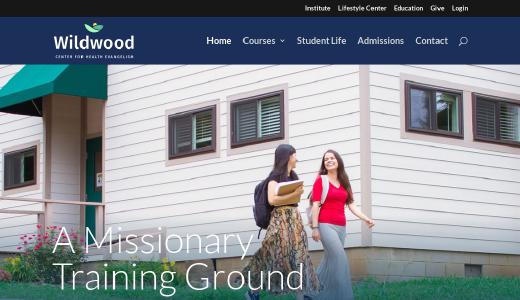 Institute Lifestyle Center Education Give Login
Wildwood
CENTER FOR HEALTH EVANGELISM
Home Courses Student Life Admissions Contact
A Missionary
Training Ground